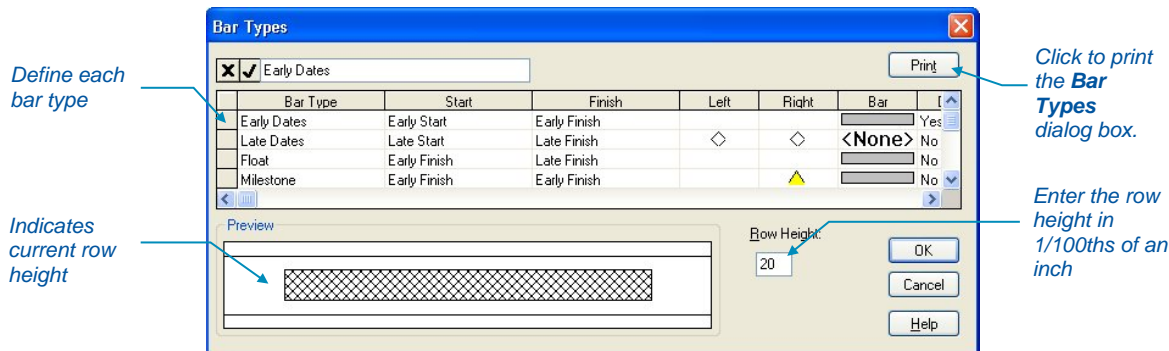 Bar Types
Define each
bar type
Early Dates
Print
Click to print
the Bar
Types
dialog box.
Bar Type Start Finish Left Right Bar
Early Dates Early Start Early Finish Yes
Late Dates Late Start Late Finish <None> No
Float Early Finish Late Finish No
Milestone Early Finish Early Finish No
Indicates
current row
height
Preview
Row Height:
20
OK
Cancel
Help
Enter the row
height in
1/100ths of an
inch